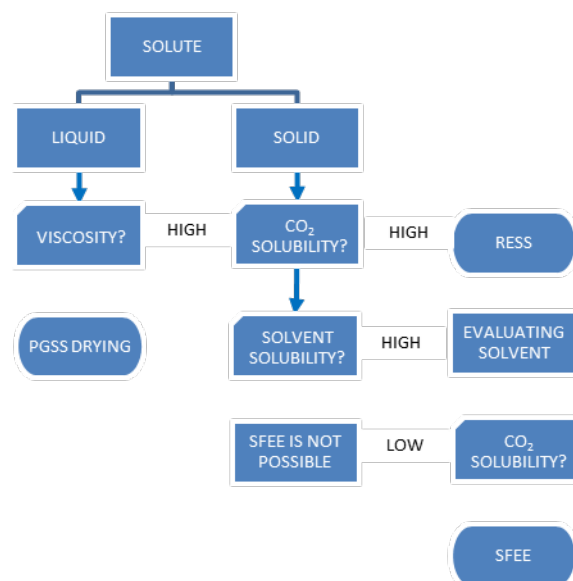 SOLUTE
LIQUID
SOLID
VISCOSITY?
HIGH
CO₂
SOLUBILITY?
HIGH
RESS
PGSS DRYING
SOLVENT
SOLUBILITY?
HIGH
EVALUATING
SOLVENT
SFEE IS NOT
POSSIBLE
LOW
CO₂
SOLUBILITY?
SFEE